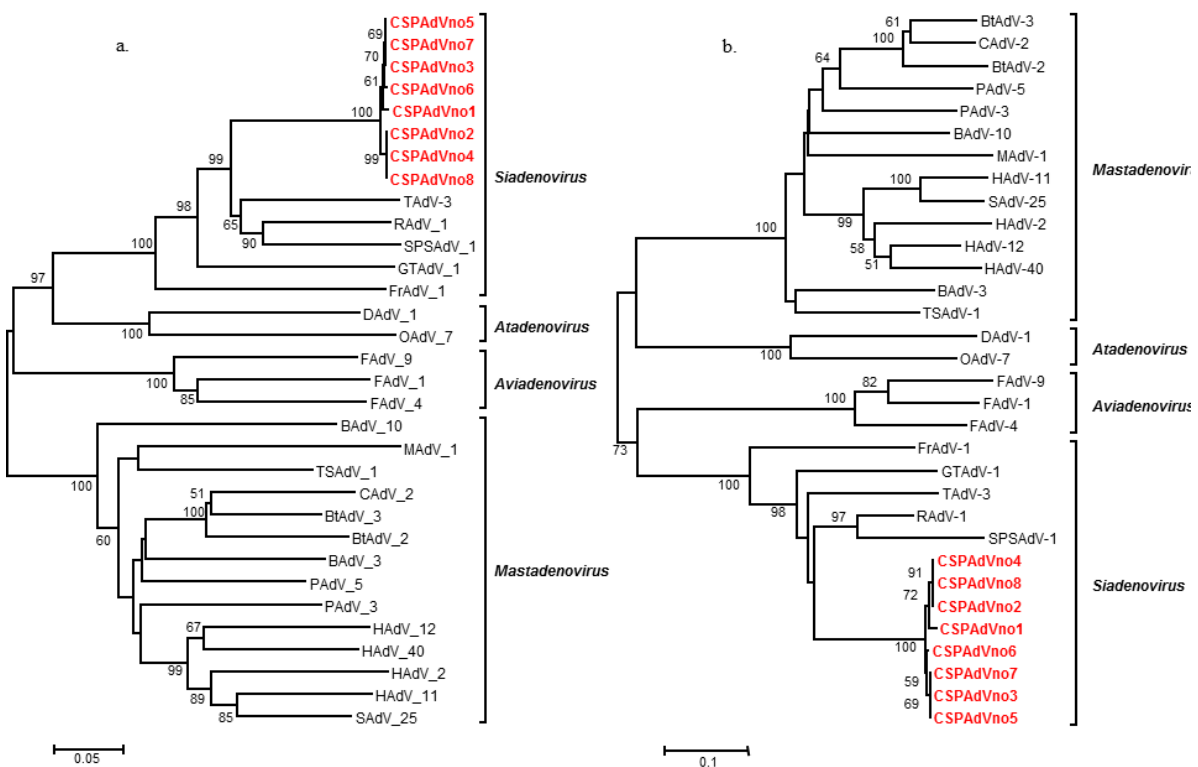 a.
CSPAdVno5
69
CSPAdVno7
70
CSPAdVno3
61
CSPAdVno6
100
CSPAdVno1
CSPAdVno2
99
CSPAdVno4
CSPAdVno8
99
Siadenovirus
TAdV-3
98
65
RAdV_1
90
SPSAdV_1
100
GTAdV_1
97
FrAdV_1
DAdV_1
Atadenovirus
100
OAdV_7
FAdV_9
100
FAdV_1
Aviadenovirus
85
FAdV_4
BAdV_10
MAdV_1
100
TSAdV_1
51
CAdV_2
100
BtAdV_3
60
BtAdV_2
BAdV_3
Mastadenovirus
PAdV_5
PAdV_3
67
HAdV_12
HAdV_40
99
HAdV_2
89
HAdV_11
85
SAdV_25
0.05
b.
61
BtAdV-3
100
CAdV-2
64
BtAdV-2
PAdV-5
PAdV-3
BAdV-10
MAdV-1
Mastadenovir
100
HAdV-11
SAdV-25
99
HAdV-2
58
HAdV-12
51
HAdV-40
100
BAdV-3
TSAdV-1
DAdV-1
Atadenovirus
100
OAdV-7
82
FAdV-9
100
FAdV-1
Aviadenovirus
FAdV-4
73
FrAdV-1
100
GTAdV-1
98
TAdV-3
97
RAdV-1
SPSAdV-1
CSPAdVno4
91
CSPAdVno8
72
CSPAdVno2
Siadenovirus
CSPAdVno1
100
CSPAdVno6
59
CSPAdVno7
CSPAdVno3
69
CSPAdVno5
0.1